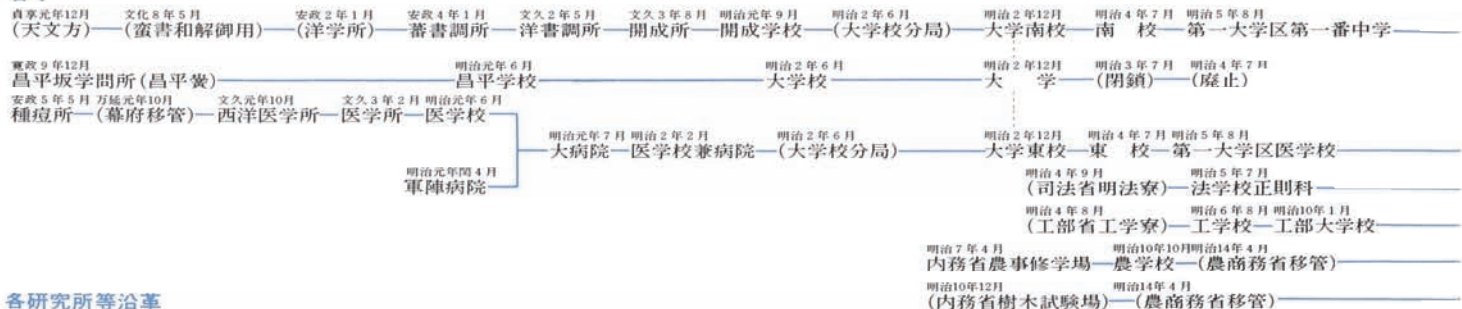 貞享元年12月 文化8年5月 安政2年1月 安政4年1月 文久2年5月 文久3年8月 明治元年9月 明治2年6月 明治2年12月 明治4年7月 明治5年8月
(天文方)―(蛮書和解御用)―(洋学所)―蕃書調所―洋書調所―開成所―開成学校―(大学校分局)―大学南校―南 校―第一大学区第一番中学
寛政9年12月 明治元年6月 明治2年6月 明治2年12月 明治3年7月 明治4年7月
昌平坂学問所(昌平黌)―昌平学校―大学校―大 学―(閉鎖)―(廃止)
安政5年5月 万延元年10月 文久元年10月 文久3年2月 明治元年6月
種痘所―(幕府移管)―西洋医学所―医学所―医学校
明治元年7月 明治2年2月 明治2年6月 明治2年12月 明治4年7月 明治5年8月
大病院―医学校兼病院―(大学校分局)―大学東校―東 校―第一大学区医学校
明治元年閏4月
軍陣病院
明治4年9月 明治5年7月
(司法省明法寮)―法学校正則科
明治4年8月 明治6年8月 明治10年1月
(工部省工学寮)―工学校―工部大学校
明治7年4月 明治10年10月 明治14年4月
内務省農事修学場―農学校―(農商務省移管)
明治10年12月 明治14年4月
(内務省樹木試験場)―(農商務省移管)
各研究所等沿革